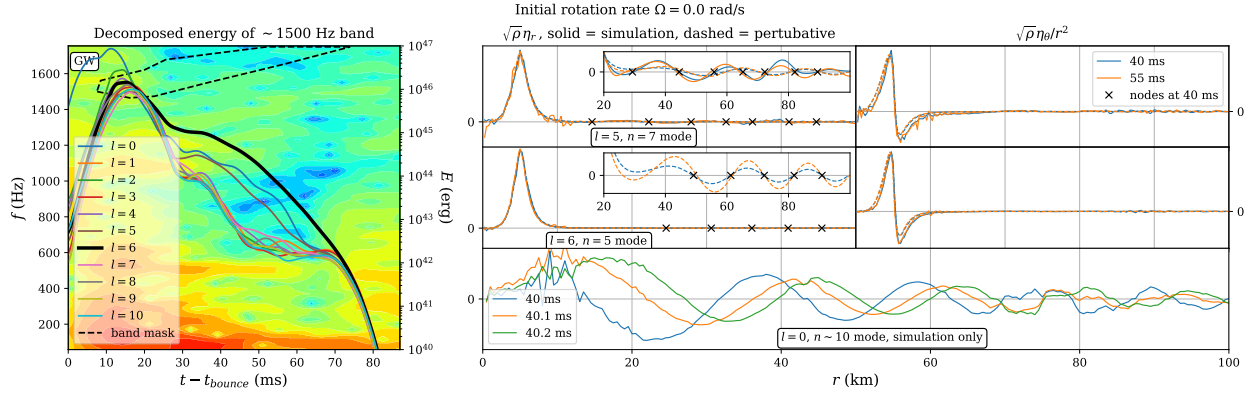 Initial rotation rate Ω = 0.0 rad/s
Decomposed energy of ~ 1500 Hz band
GW
1600
1400
1200
1000
800
600
400
200
f (Hz)
0 10 20 30 40 50 60 70 80
t − t_bounce (ms)
10^47
10^46
10^45
10^44
10^43
10^42
10^41
10^40
E (erg)
l = 0
l = 1
l = 2
l = 3
l = 4
l = 5
l = 6
l = 7
l = 8
l = 9
l = 10
band mask
√ρ η_r , solid = simulation, dashed = pertubative
0
0
20 40 60 80
l = 5, n = 7 mode
0
0
20 40 60 80
l = 6, n = 5 mode
√ρ η_θ/r^2
40 ms
55 ms
nodes at 40 ms
0
0
0
40 ms
40.1 ms
40.2 ms
l = 0, n ~ 10 mode, simulation only
0 20 40 60 80 100
r (km)